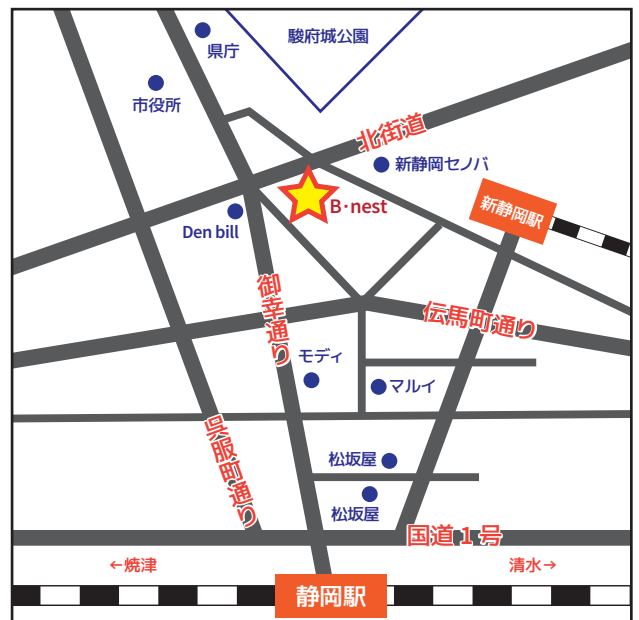 駿府城公園
県庁
市役所
北街道
新静岡セノバ
B·nest
新静岡駅
Den bill
御幸通り
伝馬町通り
モディ
マルイ
呉服町通り
松坂屋
松坂屋
国道1号
←焼津
清水→
静岡駅